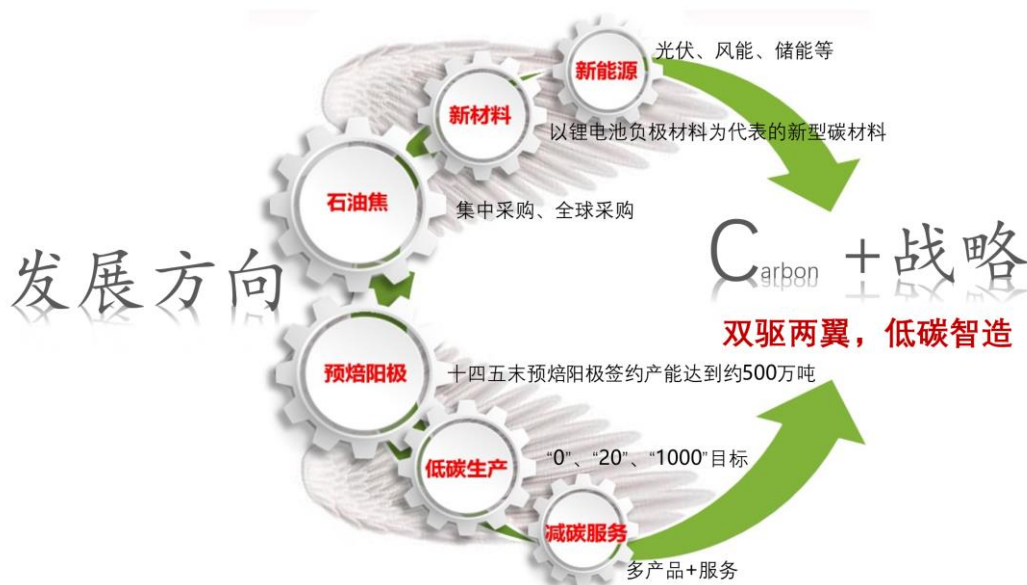 新能源
光伏、风能、储能等
新材料
以锂电池负极材料为代表的新型碳材料
石油焦
集中采购、全球采购
发展方向
Carbon +战略
双驱两翼，低碳智造
预焙阳极
十四五末预焙阳极签约产能达到约500万吨
低碳生产
“0”、“20”、“1000”目标
减碳服务
多产品+服务